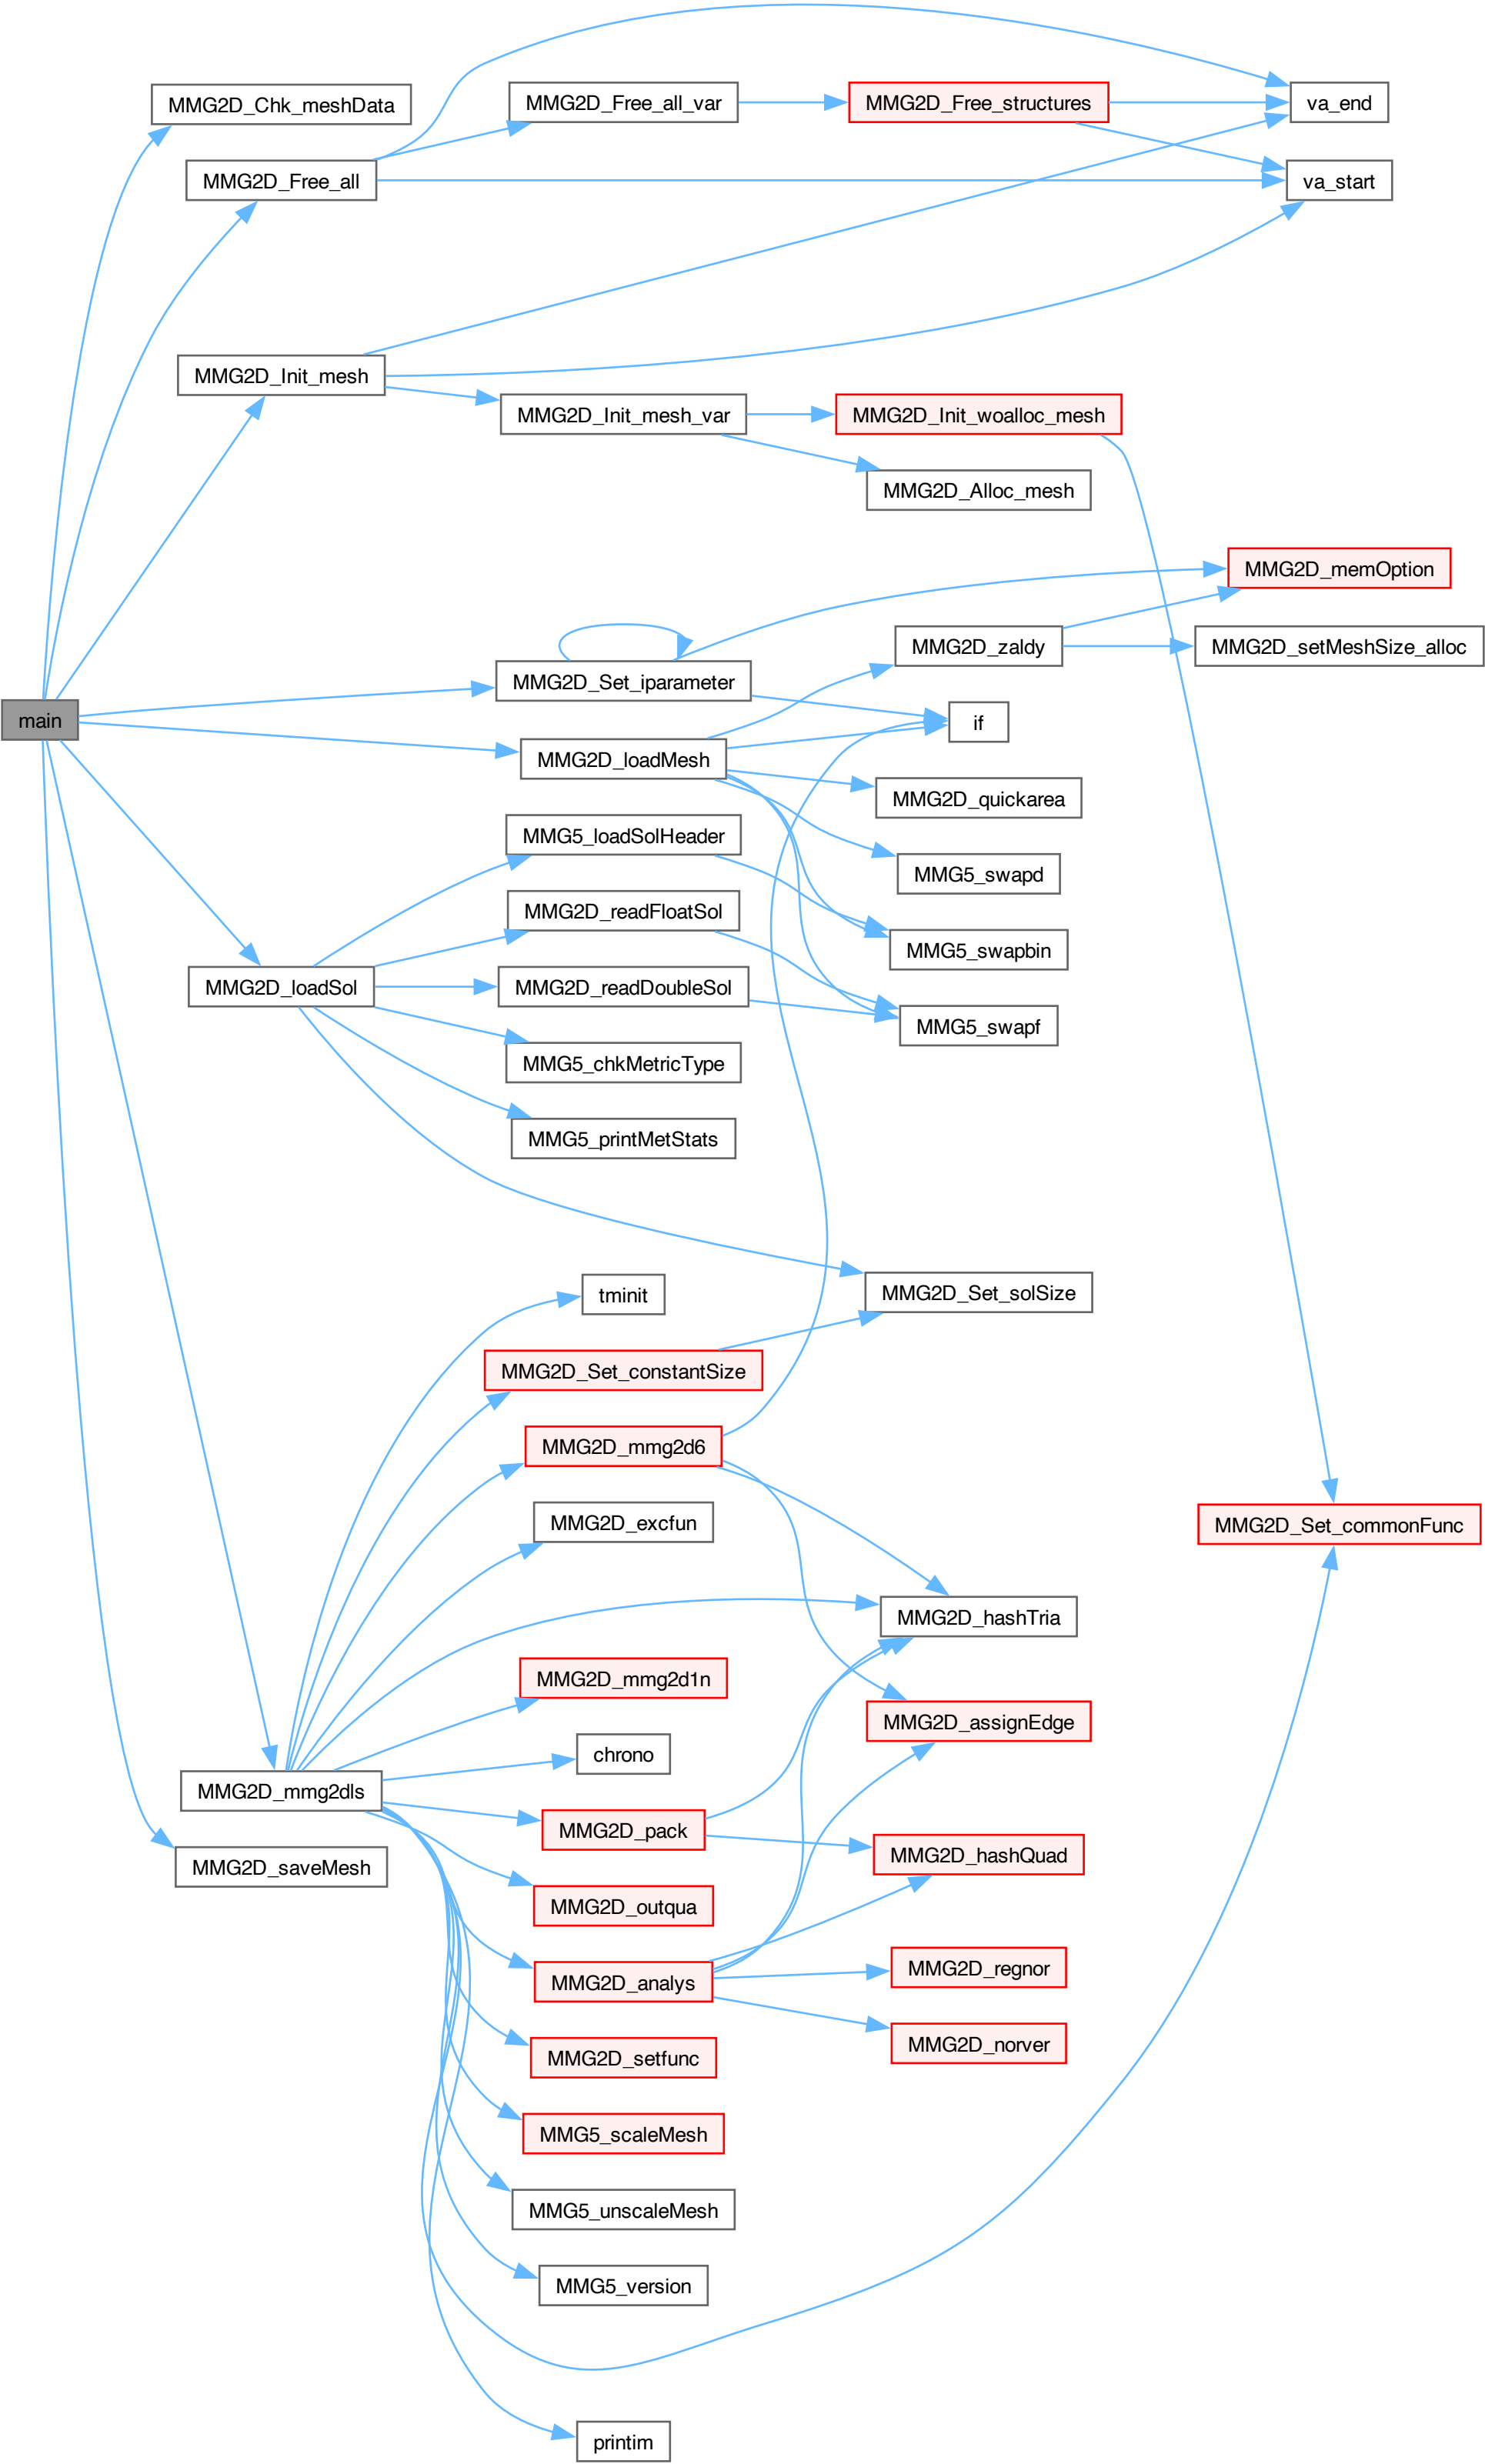 MMG2D_Chk_meshData
MMG2D_Free_all_var
MMG2D_Free_structures
va_end
MMG2D_Free_all
va_start
MMG2D_Init_mesh
MMG2D_Init_mesh_var
MMG2D_Init_woalloc_mesh
MMG2D_Alloc_mesh
MMG2D_memOption
MMG2D_zaldy
MMG2D_setMeshSize_alloc
MMG2D_Set_iparameter
main
if
MMG2D_loadMesh
MMG2D_quickarea
MMG5_loadSolHeader
MMG5_swapd
MMG2D_readFloatSol
MMG5_swapbin
MMG2D_loadSol
MMG2D_readDoubleSol
MMG5_swapf
MMG5_chkMetricType
MMG5_printMetStats
tminit
MMG2D_Set_solSize
MMG2D_Set_constantSize
MMG2D_mmg2d6
MMG2D_excfun
MMG2D_Set_commonFunc
MMG2D_hashTria
MMG2D_mmg2d1n
MMG2D_assignEdge
chrono
MMG2D_mmg2dls
MMG2D_pack
MMG2D_hashQuad
MMG2D_saveMesh
MMG2D_outqua
MMG2D_analys
MMG2D_regnor
MMG2D_setfunc
MMG2D_norver
MMG5_scaleMesh
MMG5_unscaleMesh
MMG5_version
printim